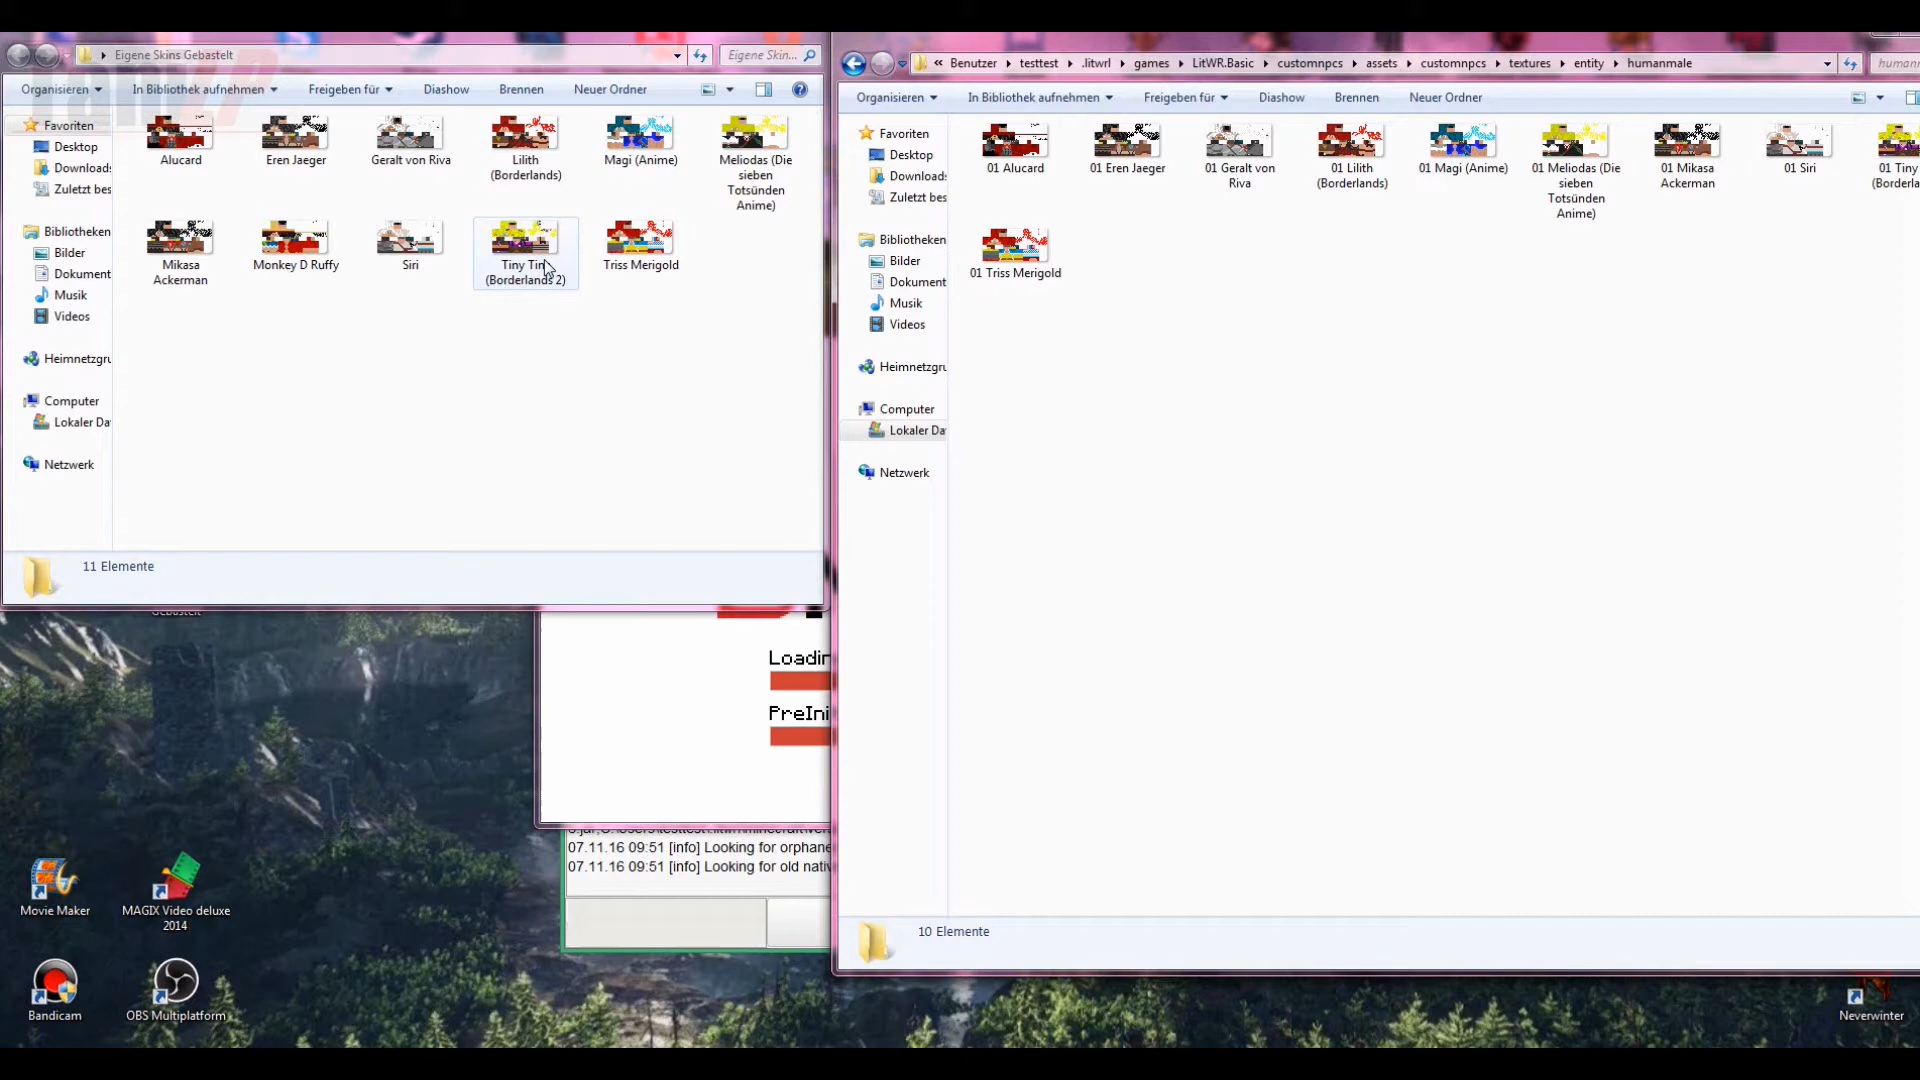 Eigene Skins Gebastelt
Eigene Skin...
Organisieren
In Bibliothek aufnehmen
Freigeben für
Diashow
Brennen
Neuer Ordner
Favoriten
Desktop
Downloads
Zuletzt bes
Bibliotheken
Bilder
Dokument
Musik
Videos
Heimnetzgru
Computer
Lokaler Da
Netzwerk
Alucard
Eren Jaeger
Geralt von Riva
Lilith
(Borderlands)
Magi (Anime)
Meliodas (Die
sieben
Totsünden
Anime)
Mikasa
Ackerman
Monkey D Ruffy
Siri
Tiny Tin
(Borderlands 2)
Triss Merigold
11 Elemente
« Benutzer testtest .litwrl games LitWR.Basic customnpcs assets customnpcs textures entity humanmale
humanm
Organisieren
In Bibliothek aufnehmen
Freigeben für
Diashow
Brennen
Neuer Ordner
Favoriten
Desktop
Downloads
Zuletzt bes
Bibliotheken
Bilder
Dokument
Musik
Videos
Heimnetzgru
Computer
Lokaler Da
Netzwerk
01 Alucard
01 Eren Jaeger
01 Geralt von
Riva
01 Lilith
(Borderlands)
01 Magi (Anime)
01 Meliodas (Die
sieben
Totsünden
Anime)
01 Mikasa
Ackerman
01 Siri
01 Tiny
(Borderla
01 Triss Merigold
10 Elemente
Loadin
PreIni
07.11.16 09:51 [info] Looking for orphane
07.11.16 09:51 [info] Looking for old nativ
Movie Maker
MAGIX Video deluxe
2014
Bandicam
OBS Multiplatform
Neverwinter